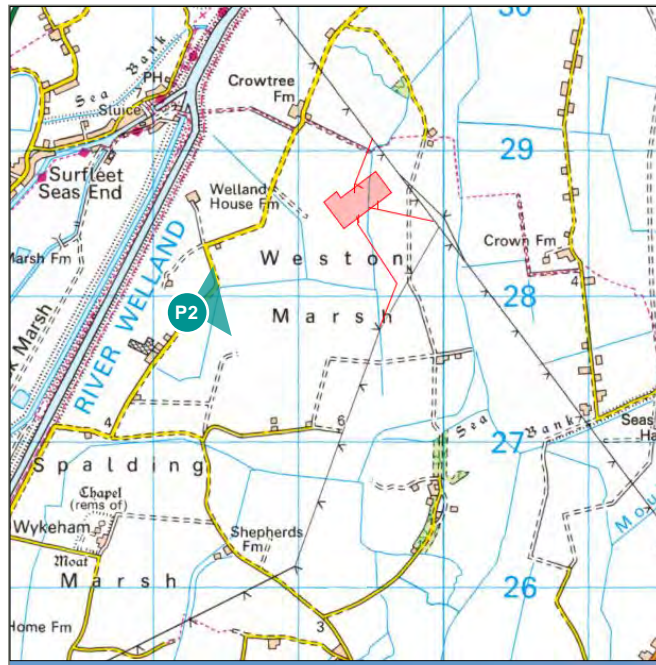 30
Sea Bank
PH
Sluice
Crowtree
Fm
29
Surfleet
Seas End
Welland
House Fm
Marsh Fm
Weston
Crown Fm
4
28
P2
Marsh
RIVER WELLAND
Marsh
4
6
Sea Bank
Seas
27
Spalding
Chapel
(rems of)
Wykeham
Shepherds
Fm
Moat
Marsh
26
Home Fm
3